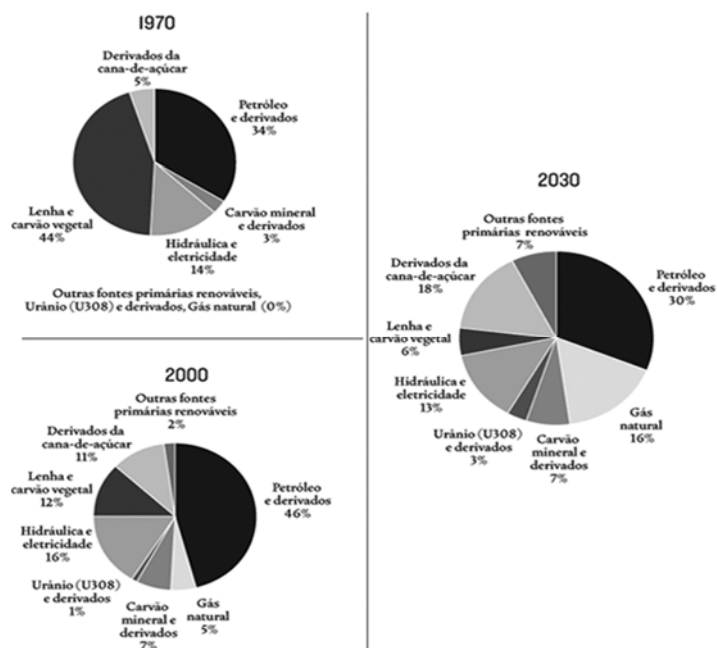 1970
Derivados da
cana-de-açúcar
5%
Petróleo
e derivados
34%
Carvão mineral
e derivados
3%
Hidráulica e
eletricidade
14%
Lenha e
carvão vegetal
44%
Outras fontes primárias renováveis,
Urânio (U308) e derivados, Gás natural (0%)
2000
Outras fontes
primárias renováveis
2%
Derivados da
cana-de-açúcar
11%
Lenha e
carvão vegetal
12%
Hidráulica e
eletricidade
16%
Urânio (U308)
e derivados
1%
Carvão
mineral e
derivados
7%
Gás
natural
5%
Petróleo
e derivados
46%
2030
Outras fontes
primárias renováveis
7%
Derivados da
cana-de-açúcar
18%
Lenha e
carvão vegetal
6%
Hidráulica e
eletricidade
13%
Urânio (U308)
e derivados
3%
Carvão
mineral e
derivados
7%
Gás
natural
16%
Petróleo
e derivados
30%